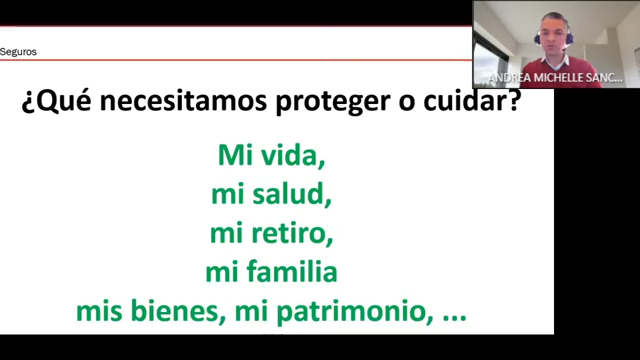 Seguros
ANDREA MICHELLE SANC...
¿Qué necesitamos proteger o cuidar?
Mi vida,
mi salud,
mi retiro,
mi familia
mis bienes, mi patrimonio, ...